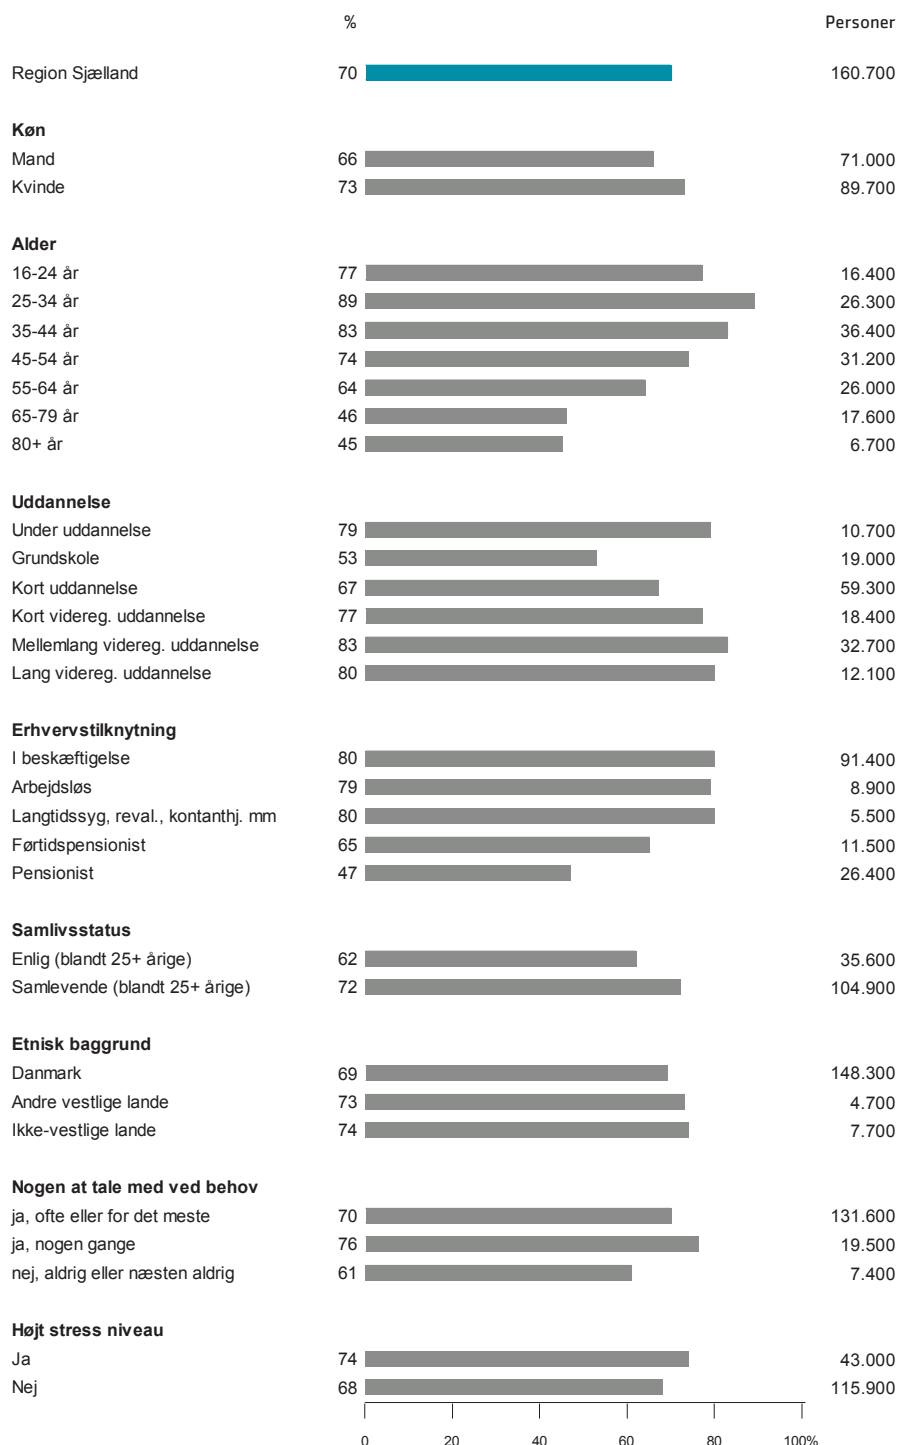 % Personer
Region Sjælland 70 160.700
Køn
Mand 66 71.000
Kvinde 73 89.700
Alder
16-24 år 77 16.400
25-34 år 89 26.300
35-44 år 83 36.400
45-54 år 74 31.200
55-64 år 64 26.000
65-79 år 46 17.600
80+ år 45 6.700
Uddannelse
Under uddannelse 79 10.700
Grundskole 53 19.000
Kort uddannelse 67 59.300
Kort videreg. uddannelse 77 18.400
Mellemlang videreg. uddannelse 83 32.700
Lang videreg. uddannelse 80 12.100
Erhvervstilknytning
I beskæftigelse 80 91.400
Arbejdsløs 79 8.900
Langtidssyg, reval., kontanthj. mm 80 5.500
Førtidspensionist 65 11.500
Pensionist 47 26.400
Samlivsstatus
Enlig (blandt 25+ årige) 62 35.600
Samlevende (blandt 25+ årige) 72 104.900
Etnisk baggrund
Danmark 69 148.300
Andre vestlige lande 73 4.700
Ikke-vestlige lande 74 7.700
Nogen at tale med ved behov
ja, ofte eller for det meste 70 131.600
ja, nogen gange 76 19.500
nej, aldrig eller næsten aldrig 61 7.400
Højt stress niveau
Ja 74 43.000
Nej 68 115.900
0 20 40 60 80 100%